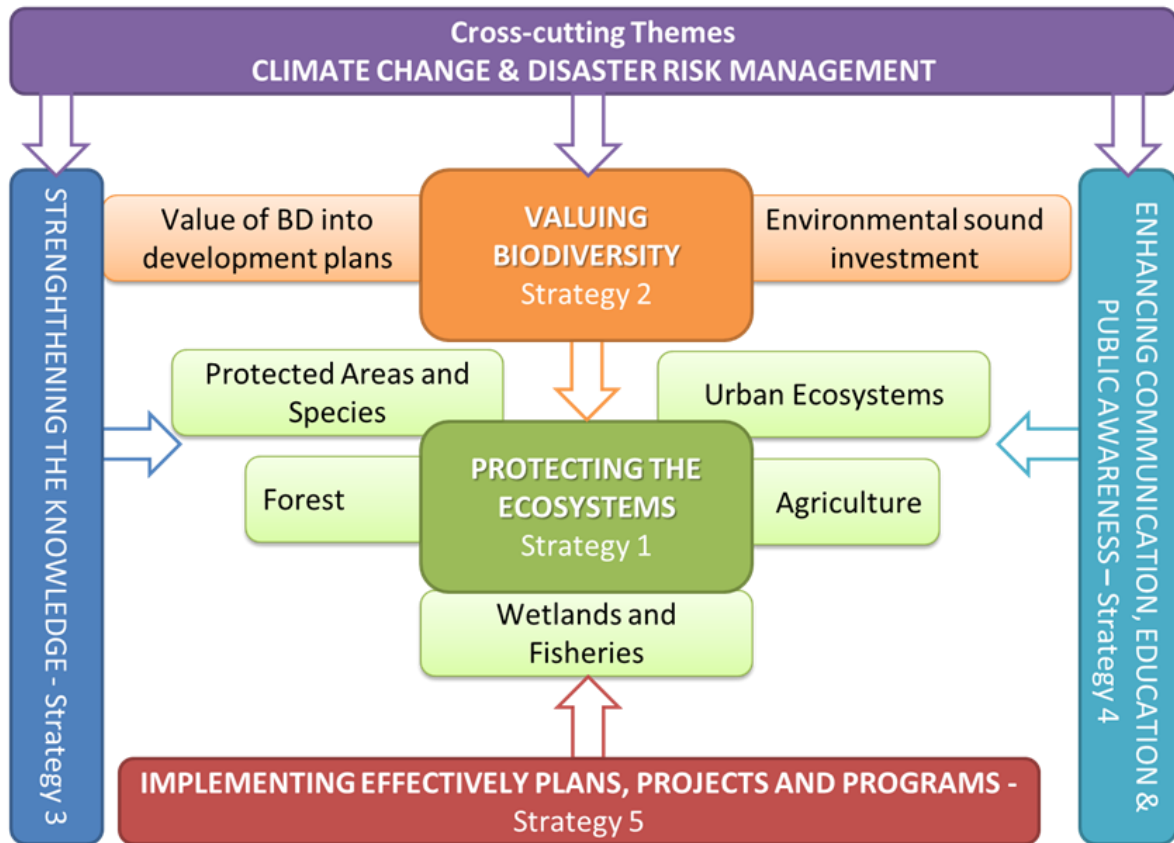 Cross-cutting Themes
CLIMATE CHANGE & DISASTER RISK MANAGEMENT
STRENGHTHENING THE KNOWLEDGE - Strategy 3
Value of BD into
development plans
VALUING
BIODIVERSITY
Strategy 2
Environmental sound
investment
Protected Areas and
Species
Urban Ecosystems
Forest
PROTECTING THE
ECOSYSTEMS
Strategy 1
Agriculture
Wetlands and
Fisheries
ENHANCING COMMUNICATION, EDUCATION &
PUBLIC AWARENESS – Strategy 4
IMPLEMENTING EFFECTIVELY PLANS, PROJECTS AND PROGRAMS -
Strategy 5